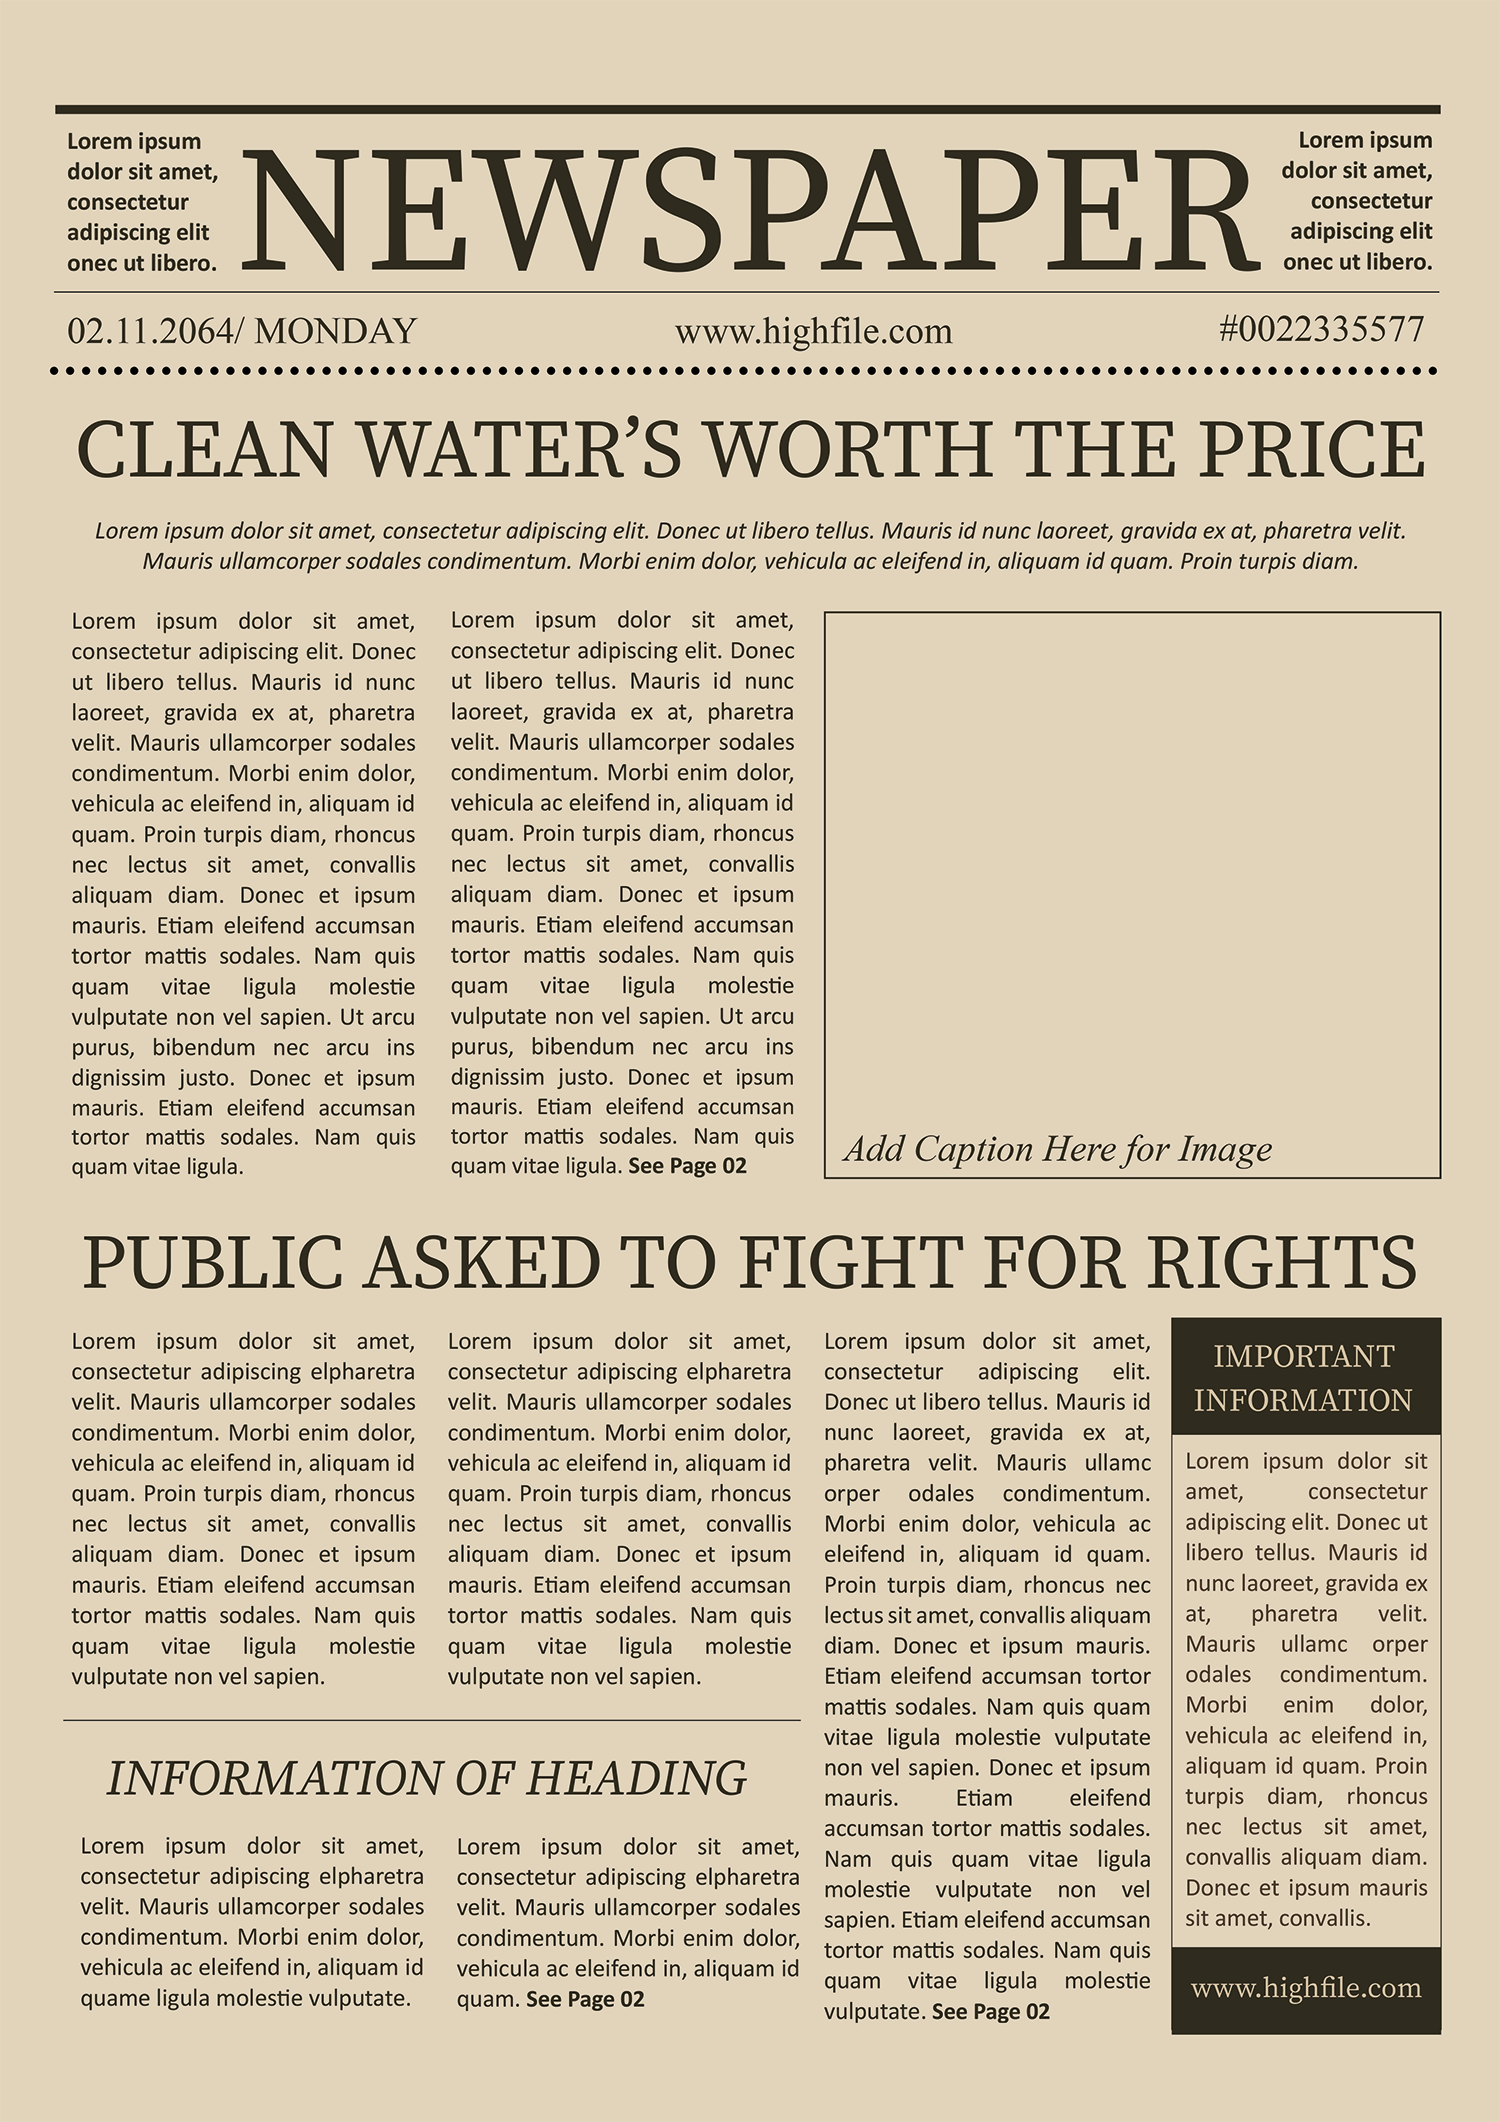 Lorem ipsum
dolor sit amet,
consectetur
adipiscing elit
onec ut libero.
NEWSPAPER
Lorem ipsum
dolor sit amet,
consectetur
adipiscing elit
onec ut libero.
02.11.2064/ MONDAY
www.highfile.com
#0022335577
CLEAN WATER’S WORTH THE PRICE
Lorem ipsum dolor sit amet, consectetur adipiscing elit. Donec ut libero tellus. Mauris id nunc laoreet, gravida ex at, pharetra velit.
Mauris ullamcorper sodales condimentum. Morbi enim dolor, vehicula ac eleifend in, aliquam id quam. Proin turpis diam.
Lorem ipsum dolor sit amet,
consectetur adipiscing elit. Donec
ut libero tellus. Mauris id nunc
laoreet, gravida ex at, pharetra
velit. Mauris ullamcorper sodales
condimentum. Morbi enim dolor,
vehicula ac eleifend in, aliquam id
quam. Proin turpis diam, rhoncus
nec lectus sit amet, convallis
aliquam diam. Donec et ipsum
mauris. Etiam eleifend accumsan
tortor mattis sodales. Nam quis
quam vitae ligula molestie
vulputate non vel sapien. Ut arcu
purus, bibendum nec arcu ins
dignissim justo. Donec et ipsum
mauris. Etiam eleifend accumsan
tortor mattis sodales. Nam quis
quam vitae ligula.
Lorem ipsum dolor sit amet,
consectetur adipiscing elit. Donec
ut libero tellus. Mauris id nunc
laoreet, gravida ex at, pharetra
velit. Mauris ullamcorper sodales
condimentum. Morbi enim dolor,
vehicula ac eleifend in, aliquam id
quam. Proin turpis diam, rhoncus
nec lectus sit amet, convallis
aliquam diam. Donec et ipsum
mauris. Etiam eleifend accumsan
tortor mattis sodales. Nam quis
quam vitae ligula molestie
vulputate non vel sapien. Ut arcu
purus, bibendum nec arcu ins
dignissim justo. Donec et ipsum
mauris. Etiam eleifend accumsan
tortor mattis sodales. Nam quis
quam vitae ligula. See Page 02
Add Caption Here for Image
PUBLIC ASKED TO FIGHT FOR RIGHTS
Lorem ipsum dolor sit amet,
consectetur adipiscing elpharetra
velit. Mauris ullamcorper sodales
condimentum. Morbi enim dolor,
vehicula ac eleifend in, aliquam id
quam. Proin turpis diam, rhoncus
nec lectus sit amet, convallis
aliquam diam. Donec et ipsum
mauris. Etiam eleifend accumsan
tortor mattis sodales. Nam quis
quam vitae ligula molestie
vulputate non vel sapien.
Lorem ipsum dolor sit amet,
consectetur adipiscing elpharetra
velit. Mauris ullamcorper sodales
condimentum. Morbi enim dolor,
vehicula ac eleifend in, aliquam id
quam. Proin turpis diam, rhoncus
nec lectus sit amet, convallis
aliquam diam. Donec et ipsum
mauris. Etiam eleifend accumsan
tortor mattis sodales. Nam quis
quam vitae ligula molestie
vulputate non vel sapien.
INFORMATION OF HEADING
Lorem ipsum dolor sit amet,
consectetur adipiscing elpharetra
velit. Mauris ullamcorper sodales
condimentum. Morbi enim dolor,
vehicula ac eleifend in, aliquam id
quame ligula molestie vulputate.
Lorem ipsum dolor sit amet,
consectetur adipiscing elpharetra
velit. Mauris ullamcorper sodales
condimentum. Morbi enim dolor,
vehicula ac eleifend in, aliquam id
quam. See Page 02
Lorem ipsum dolor sit amet,
consectetur adipiscing elit.
Donec ut libero tellus. Mauris id
nunc laoreet, gravida ex at,
pharetra velit. Mauris ullamc
orper odales condimentum.
Morbi enim dolor, vehicula ac
eleifend in, aliquam id quam.
Proin turpis diam, rhoncus nec
lectus sit amet, convallis aliquam
diam. Donec et ipsum mauris.
Etiam eleifend accumsan tortor
mattis sodales. Nam quis quam
vitae ligula molestie vulputate
non vel sapien. Donec et ipsum
mauris. Etiam eleifend
accumsan tortor mattis sodales.
Nam quis quam vitae ligula
molestie vulputate non vel
sapien. Etiam eleifend accumsan
tortor mattis sodales. Nam quis
quam vitae ligula molestie
vulputate. See Page 02
IMPORTANT
INFORMATION
Lorem ipsum dolor sit
amet, consectetur
adipiscing elit. Donec ut
libero tellus. Mauris id
nunc laoreet, gravida ex
at, pharetra velit.
Mauris ullamc orper
odales condimentum.
Morbi enim dolor,
vehicula ac eleifend in,
aliquam id quam. Proin
turpis diam, rhoncus
nec lectus sit amet,
convallis aliquam diam.
Donec et ipsum mauris
sit amet, convallis.
www.highfile.com